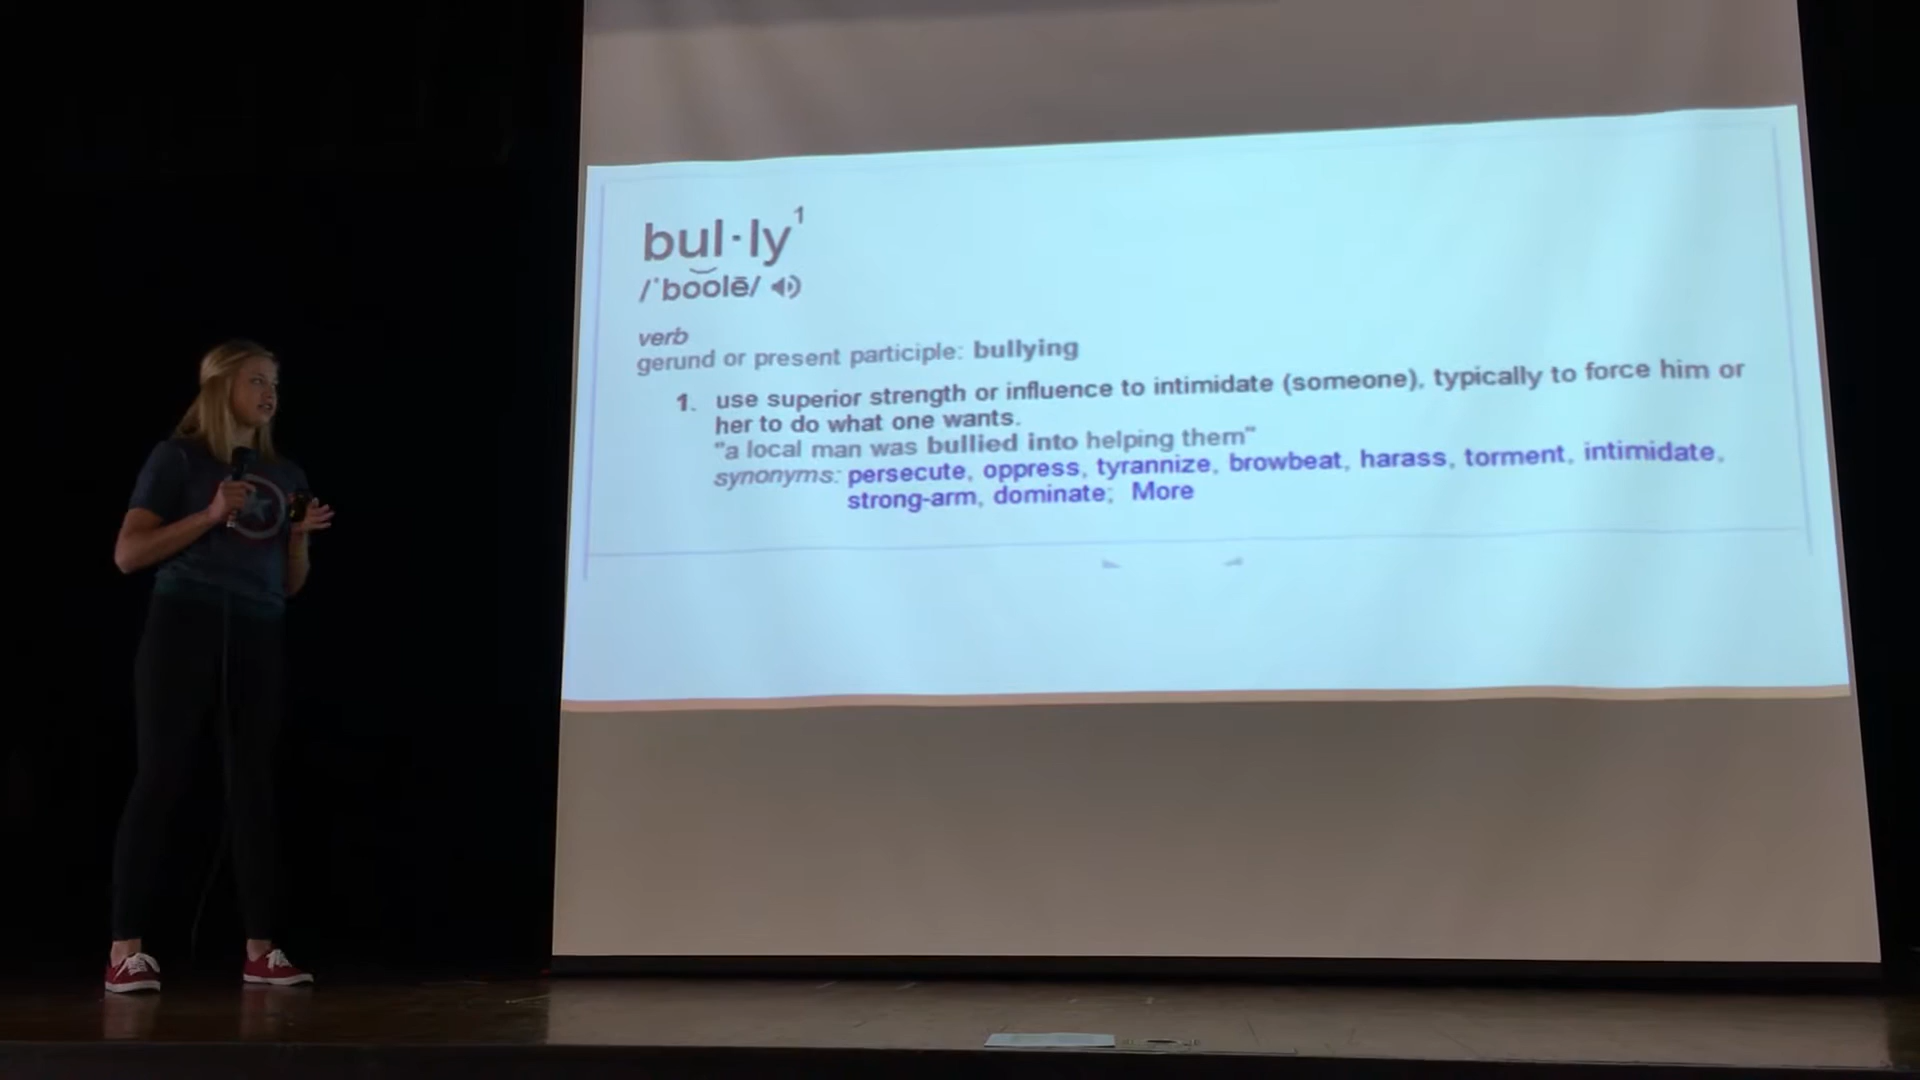 bul·ly¹
/ˈbo͝olē/
verb
gerund or present participle: bullying
1. use superior strength or influence to intimidate (someone), typically to force him or
her to do what one wants.
"a local man was bullied into helping them"
synonyms: persecute, oppress, tyrannize, browbeat, harass, torment, intimidate,
strong-arm, dominate; More